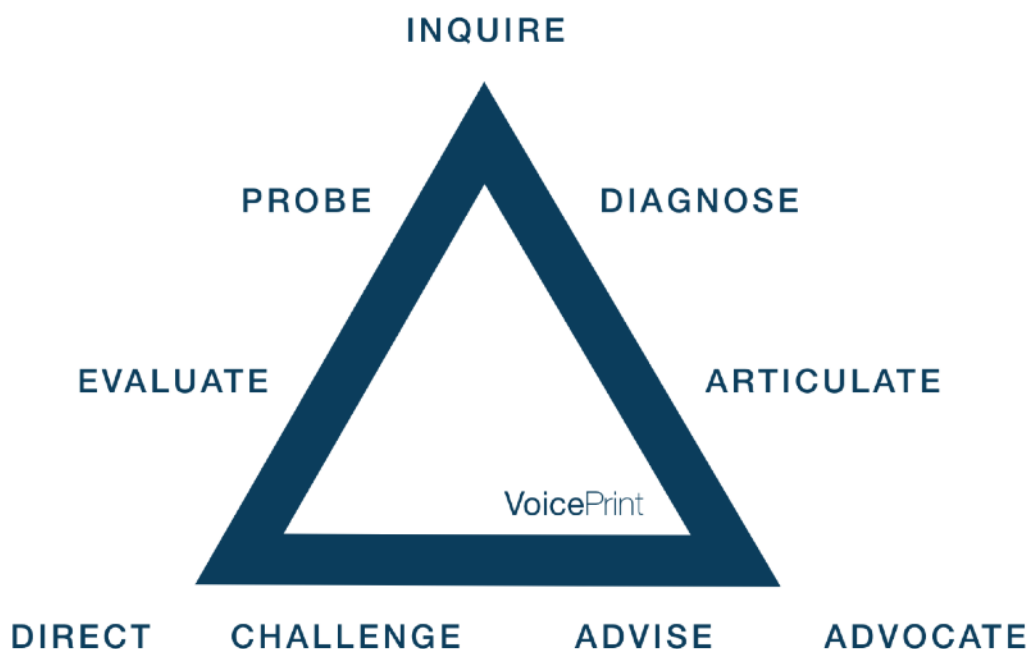 INQUIRE
PROBE DIAGNOSE
EVALUATE ARTICULATE
VoicePrint
DIRECT CHALLENGE ADVISE ADVOCATE